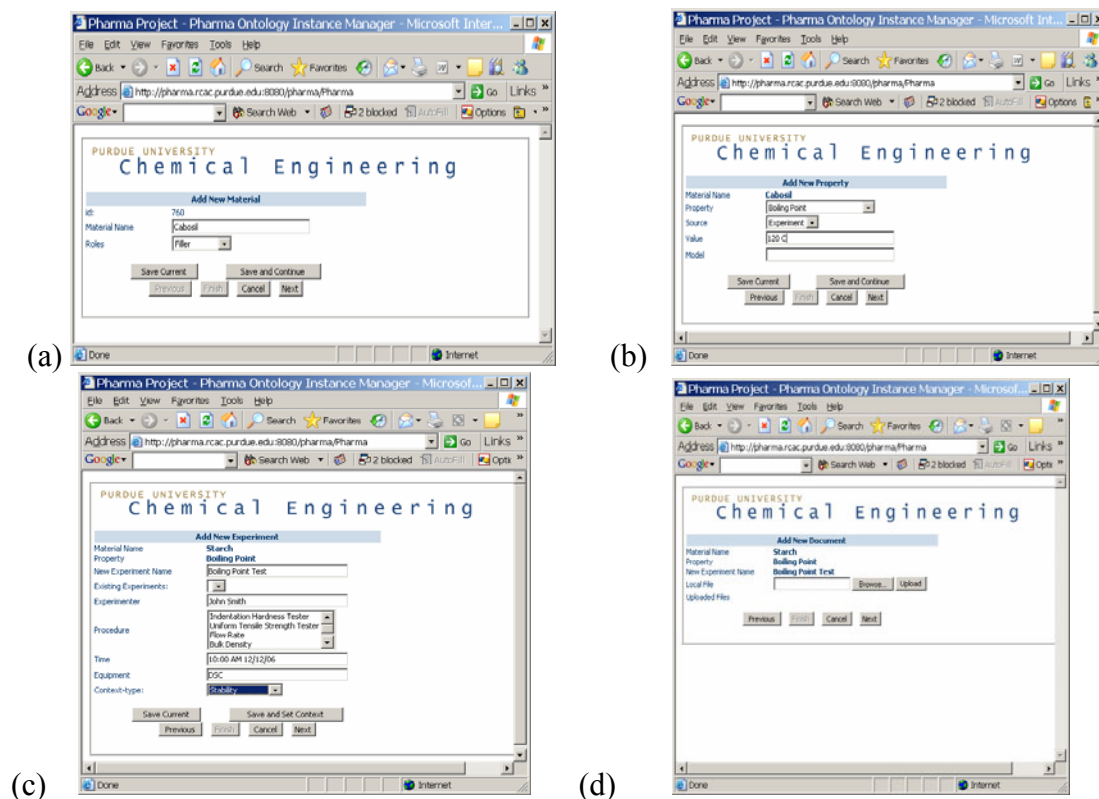 Pharma Project - Pharma Ontology Instance Manager - Microsoft Inter...
File Edit View Favorites Tools Help
Back Search Favorites
Address http://pharma.rcac.purdue.edu:8080/pharma/Pharma Go Links »
Google Search Web 2 blocked AutoFill Options »
PURDUE UNIVERSITY
Chemical Engineering
Add New Material
id: 760
Material Name Cabosil
Roles Filler
Save Current Save and Continue
Previous Finish Cancel Next
Done Internet
(a)
Pharma Project - Pharma Ontology Instance Manager - Microsoft Int...
File Edit View Favorites Tools Help
Back Search Favorites
Address http://pharma.rcac.purdue.edu:8080/pharma/Pharma Go Links »
Google Search Web 2 blocked AutoFill Options »
PURDUE UNIVERSITY
Chemical Engineering
Add New Property
Material Name Cabosil
Property Boiling Point
Source Experiment
Value 120 C
Model
Save Current Save and Continue
Previous Finish Cancel Next
Done Internet
(b)
Pharma Project - Pharma Ontology Instance Manager - Microsof...
File Edit View Favorites Tools Help
Back Search Favorites »
Address http://pharma.rcac.purdue.edu:8080/pharma/Pharma Go Links »
Google Search Web 2 blocked AutoFill Optix »
PURDUE UNIVERSITY
Chemical Engineering
Add New Experiment
Material Name Starch
Property Boiling Point
New Experiment Name Boiling Point Test
Existing Experiments:
Experimenter John Smith
Indentation Hardness Tester
Uniform Tensile Strength Tester
Procedure Flow Rate
Bulk Density
Time 10:00 AM 12/12/06
Equipment DSC
Context-type: Stability
Save Current Save and Set Context
Previous Finish Cancel Next
Done Internet
(c)
Pharma Project - Pharma Ontology Instance Manager - Microsof...
File Edit View Favorites Tools Help
Back Search Favorites »
Address http://pharma.rcac.purdue.edu:8080/pharma/Pharma Go Links »
Google Search Web 2 blocked AutoFill Optix »
PURDUE UNIVERSITY
Chemical Engineering
Add New Document
Material Name Starch
Property Boiling Point
New Experiment Name Boiling Point Test
Local File Browse... Upload
Uploaded Files
Previous Finish Cancel Next
Done Internet
(d)